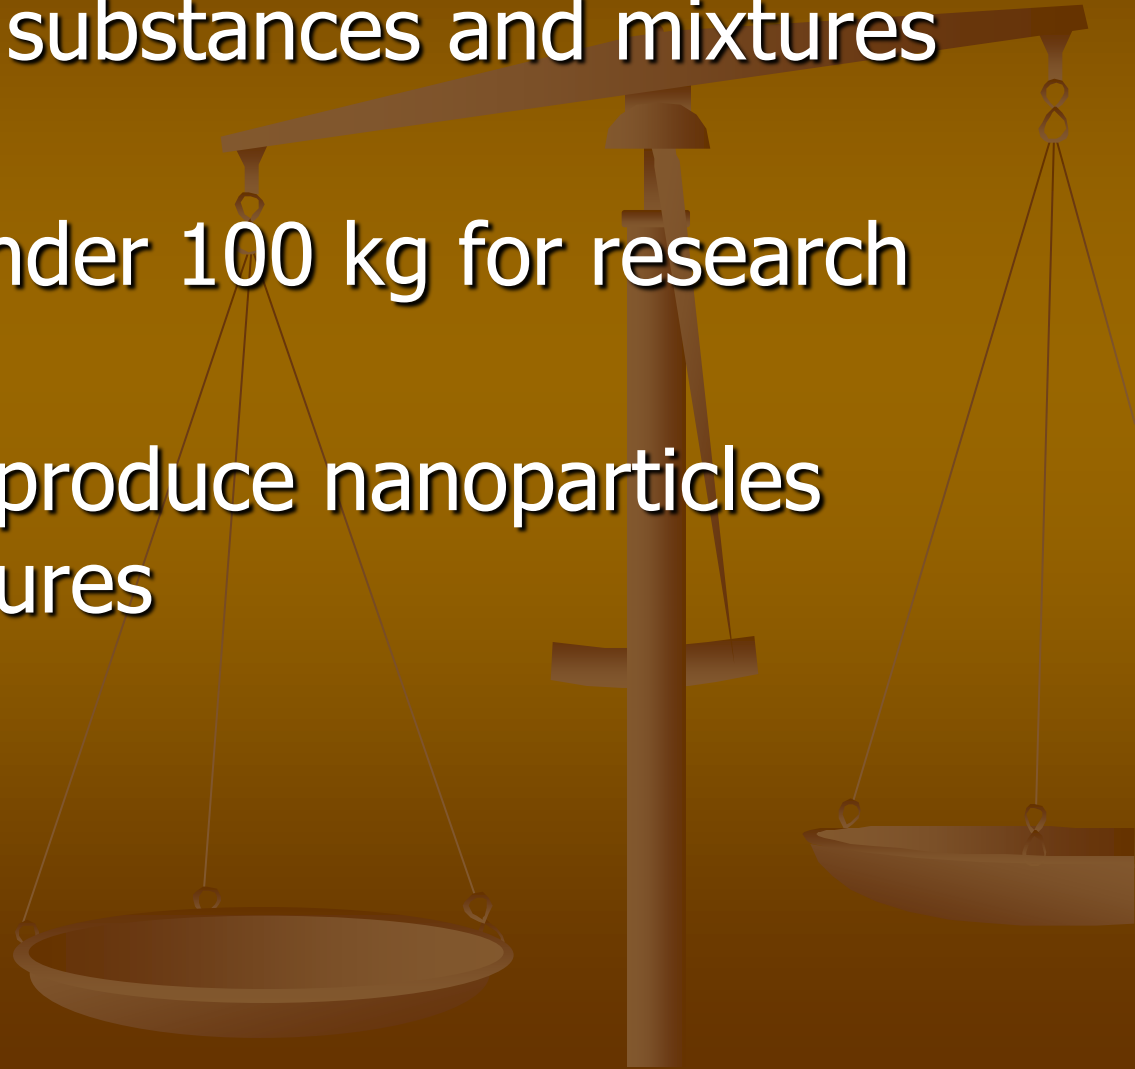 substances and mixtures
nder 100 kg for research
produce nanoparticles
ures